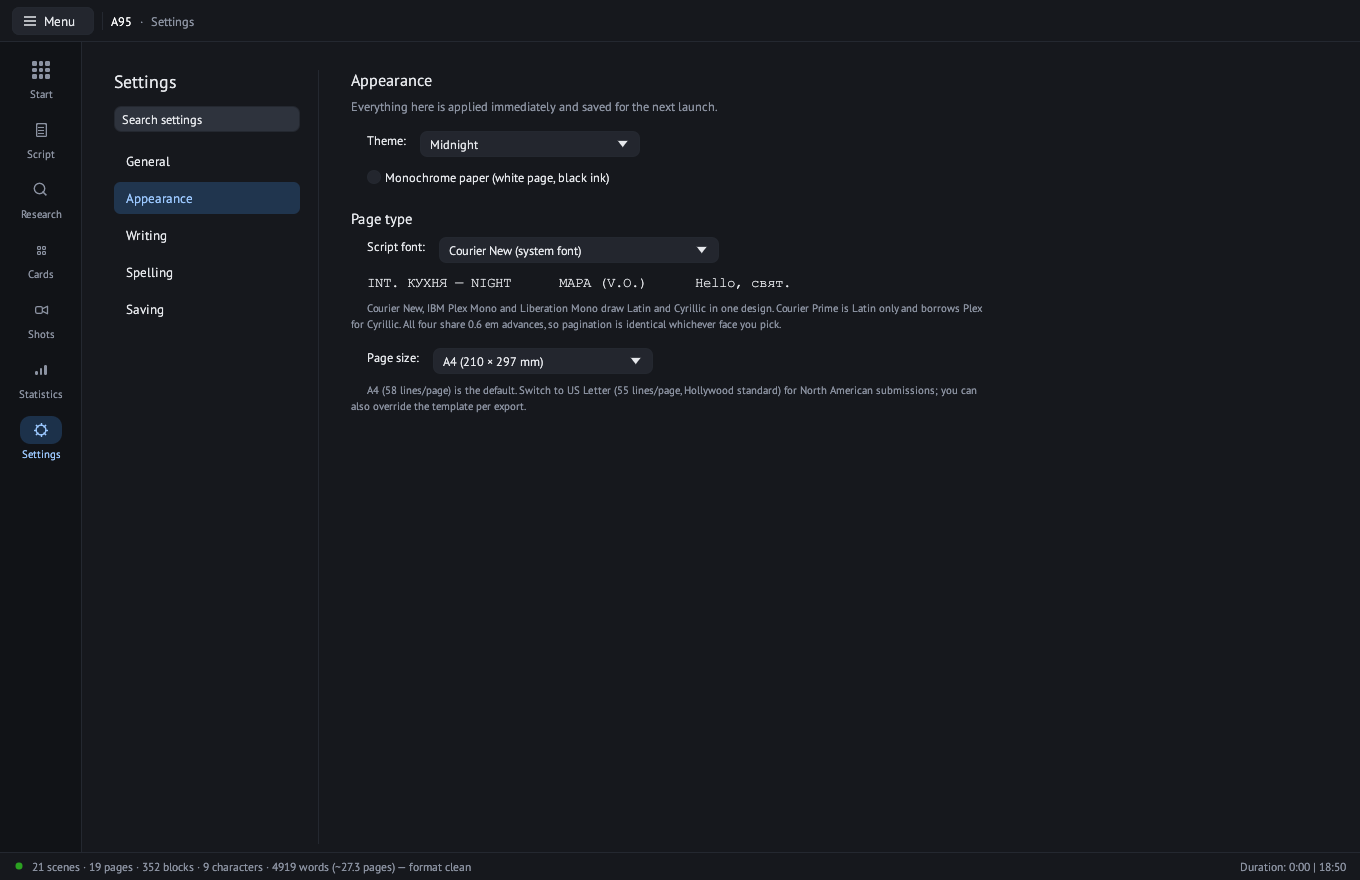 Menu
A95 · Settings
Start
Script
Research
Cards
Shots
Statistics
Settings
Settings
Search settings
General
Appearance
Writing
Spelling
Saving
Appearance
Everything here is applied immediately and saved for the next launch.
Theme: Midnight
Monochrome paper (white page, black ink)
Page type
Script font: Courier New (system font)
INT. КУХНЯ — NIGHT МАРА (V.O.) Hello, свят.
Courier New, IBM Plex Mono and Liberation Mono draw Latin and Cyrillic in one design. Courier Prime is Latin only and borrows Plex
for Cyrillic. All four share 0.6 em advances, so pagination is identical whichever face you pick.
Page size: A4 (210 × 297 mm)
A4 (58 lines/page) is the default. Switch to US Letter (55 lines/page, Hollywood standard) for North American submissions; you can
also override the template per export.
21 scenes · 19 pages · 352 blocks · 9 characters · 4919 words (~27.3 pages) — format clean
Duration: 0:00 | 18:50